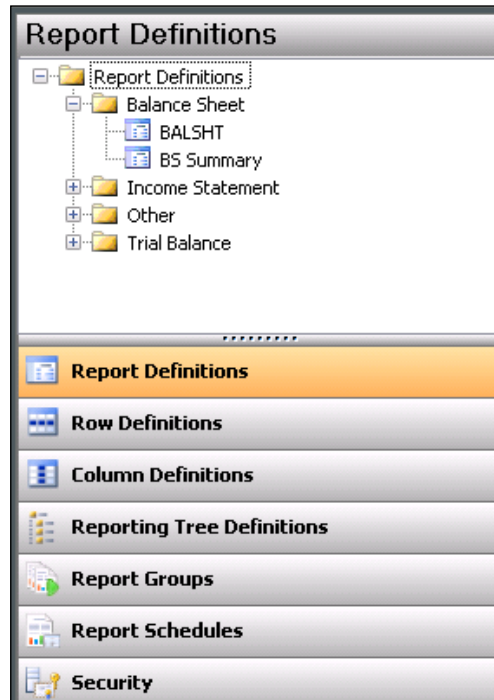 Report Definitions
Report Definitions
Balance Sheet
BALSHT
BS Summary
Income Statement
Other
Trial Balance
Report Definitions
Row Definitions
Column Definitions
Reporting Tree Definitions
Report Groups
Report Schedules
Security